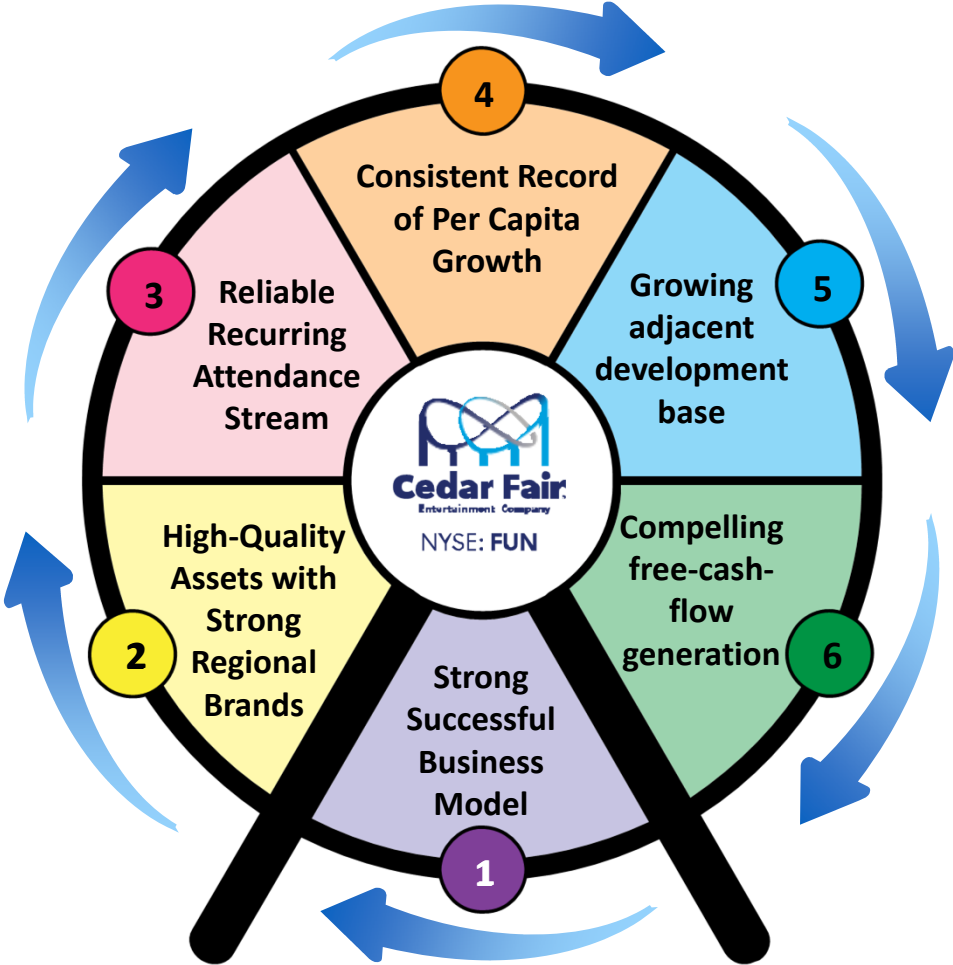 4
Consistent Record
of Per Capita
Growth
3
Reliable
Recurring
Attendance
Stream
5
Growing
adjacent
development
base
Cedar Fair
Entertainment Company
NYSE: FUN
2
High-Quality
Assets with
Strong
Regional
Brands
6
Compelling
free-cash-
flow
generation
Strong
Successful
Business
Model
1